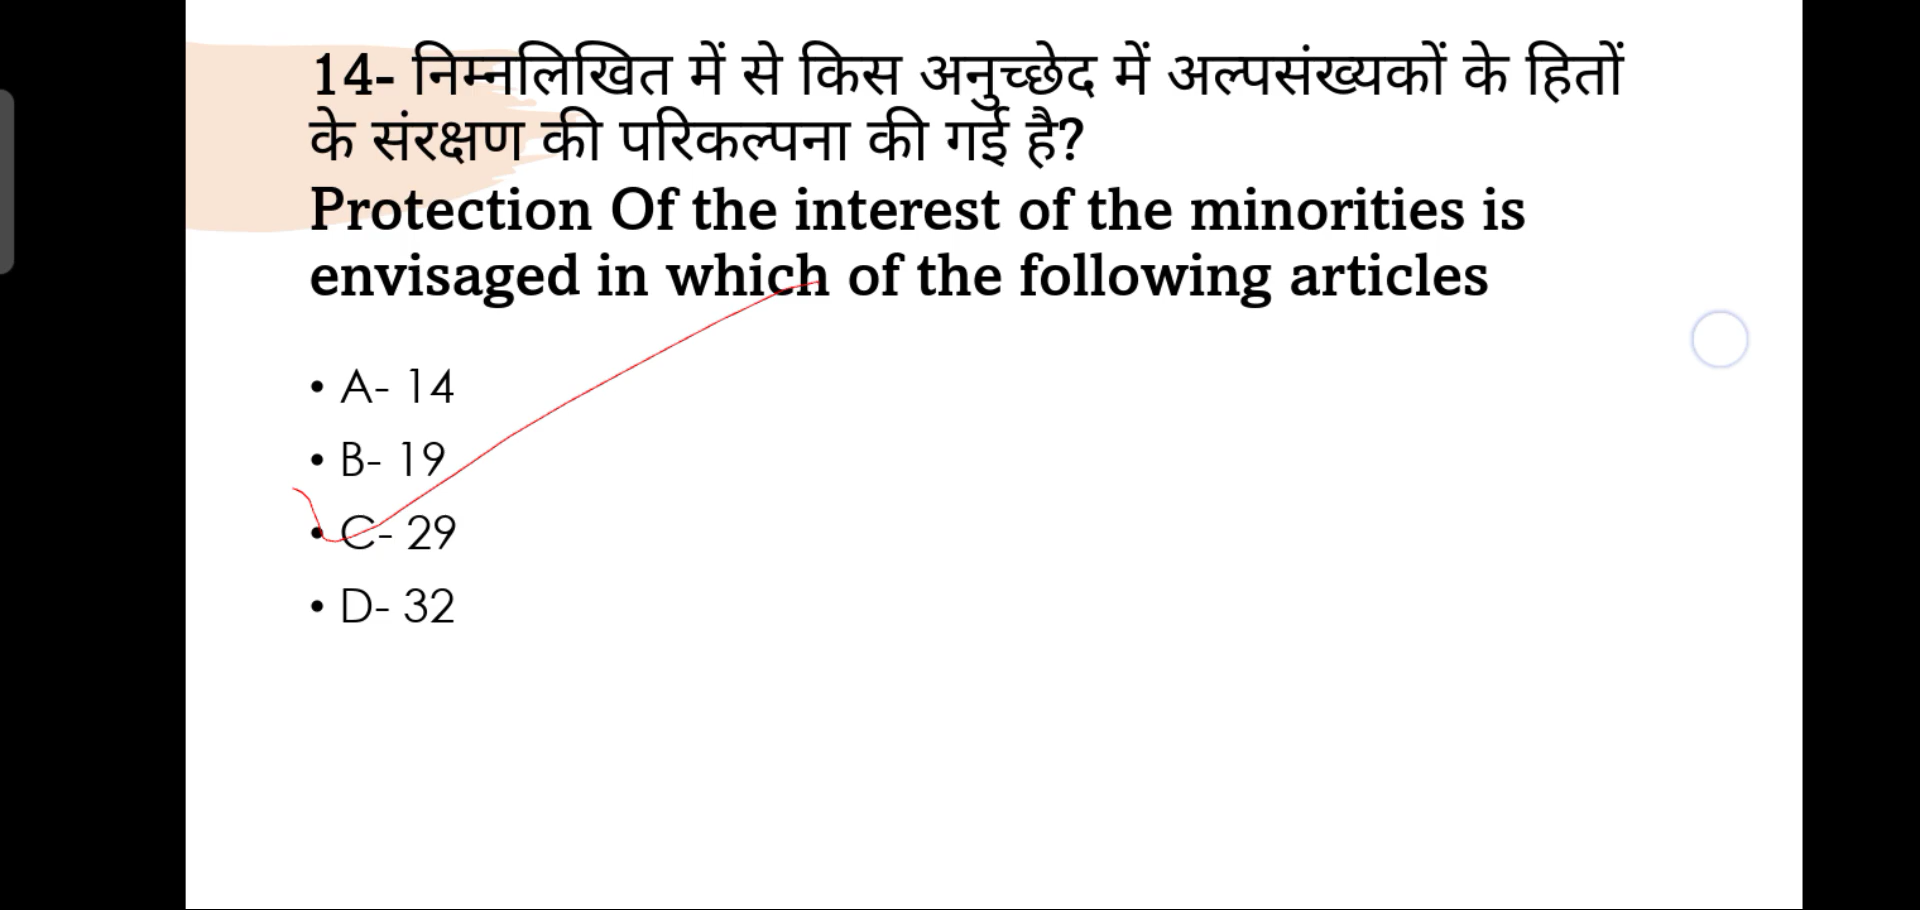 14- निम्नलिखित में से किस अनुच्छेद में अल्पसंख्यकों के हितों
के संरक्षण की परिकल्पना की गई है?
Protection Of the interest of the minorities is
envisaged in which of the following articles
• A- 14
• B- 19
• C- 29
• D- 32